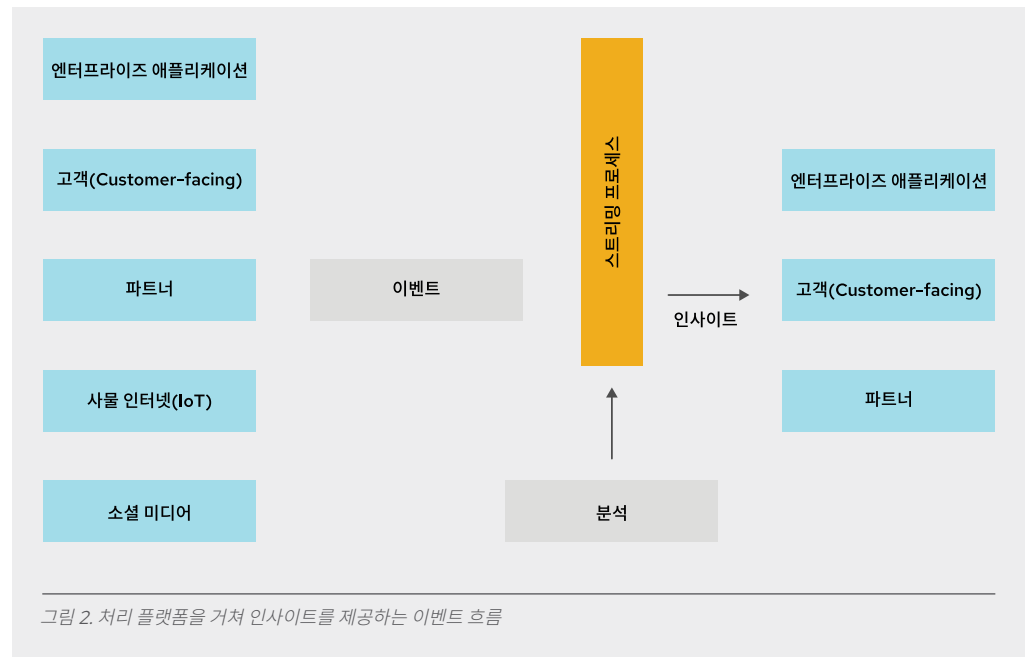 엔터프라이즈 애플리케이션
고객(Customer-facing)
파트너
사물 인터넷(IoT)
소셜 미디어
이벤트
스트리밍 프로세스
분석
인사이트
엔터프라이즈 애플리케이션
고객(Customer-facing)
파트너
그림 2. 처리 플랫폼을 거쳐 인사이트를 제공하는 이벤트 흐름